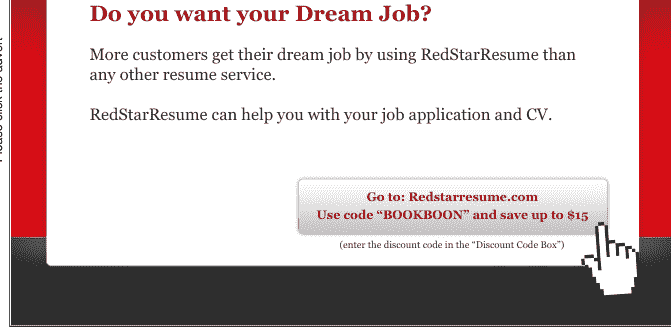 Do you want your Dream Job?
More customers get their dream job by using RedStarResume than
any other resume service.
RedStarResume can help you with your job application and CV.
Go to: Redstarresume.com
Use code “BOOKBOON” and save up to $15
(enter the discount code in the “Discount Code Box”)